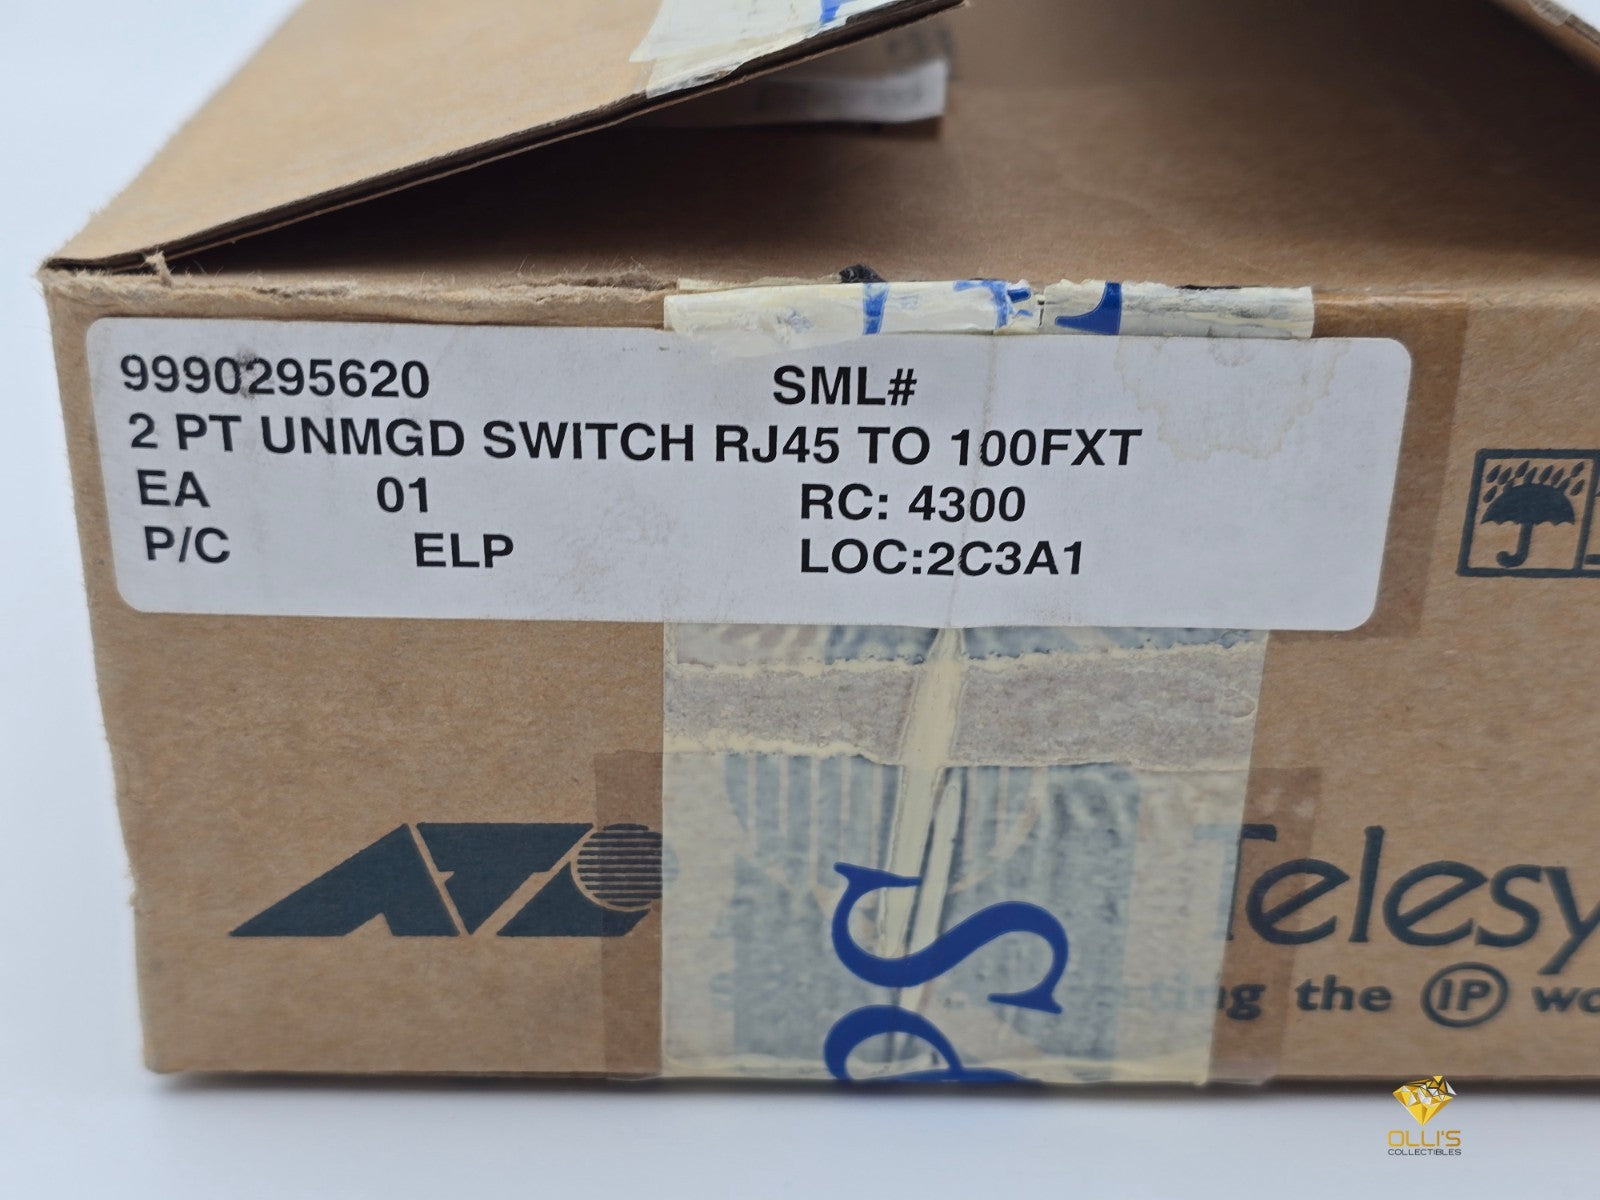 9990295620 SML#
2 PT UNMGD SWITCH RJ45 TO 100FXT
EA 01 RC: 4300
P/C ELP LOC:2C3A1
Telesy
the IP
PS
OLLI'S
COLLECTIBLES